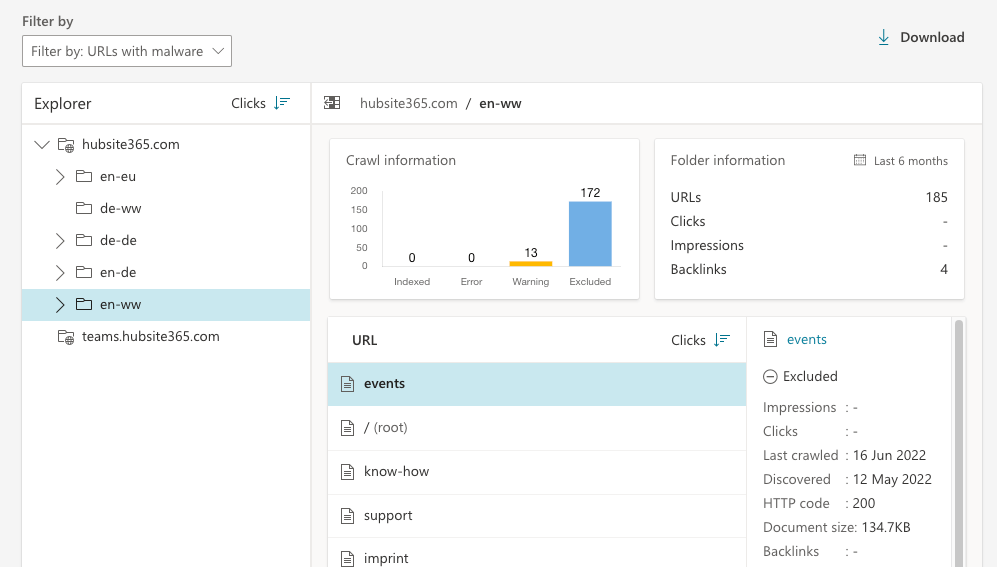 Filter by
Filter by: URLs with malware
Download
Explorer
Clicks
hubsite365.com
en-eu
de-ww
de-de
en-de
en-ww
teams.hubsite365.com
hubsite365.com / en-ww
Crawl information
200
150
100
50
0
0
0
13
172
Indexed
Error
Warning
Excluded
Folder information
Last 6 months
URLs 185
Clicks -
Impressions -
Backlinks 4
URL
Clicks
events
/ (root)
know-how
support
imprint
events
Excluded
Impressions : -
Clicks : -
Last crawled : 16 Jun 2022
Discovered : 12 May 2022
HTTP code : 200
Document size: 134.7KB
Backlinks : -